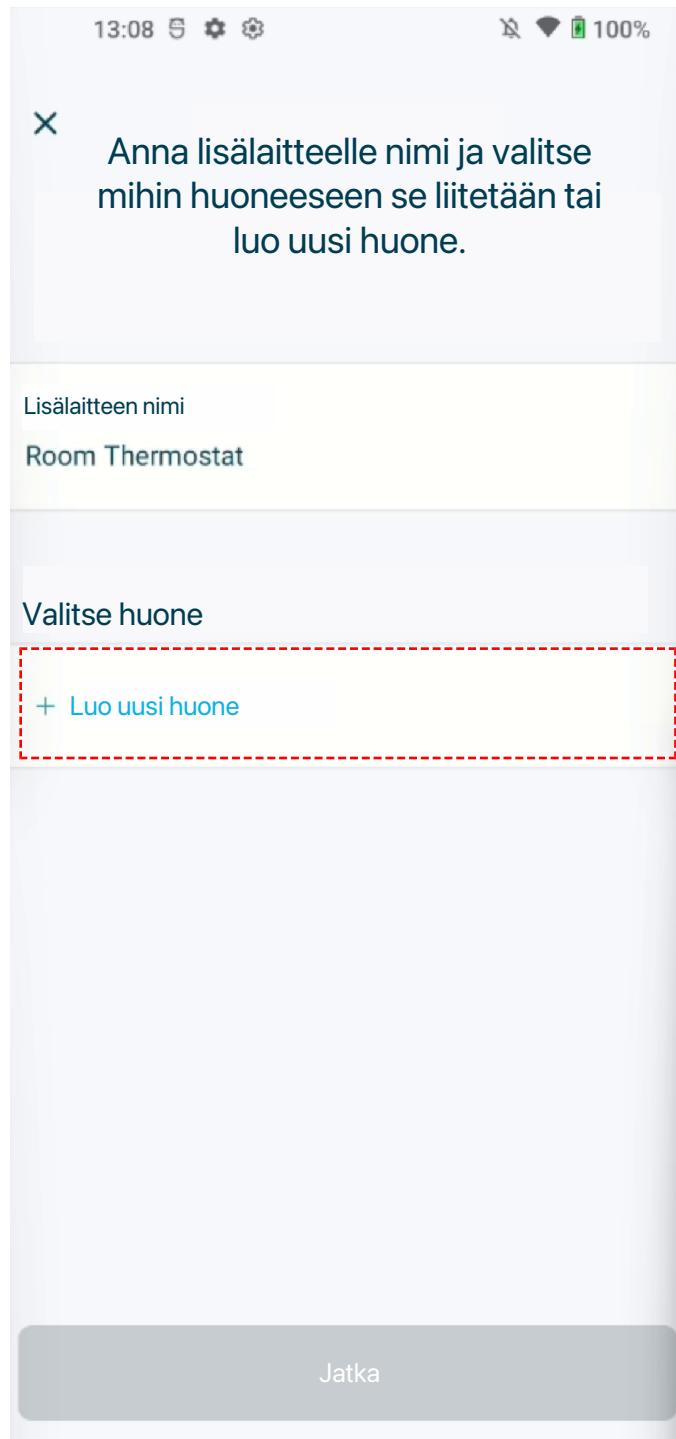 13:08 100%
Anna lisälaitteelle nimi ja valitse
mihin huoneeseen se liitetään tai
luo uusi huone.
Lisälaitteen nimi
Room Thermostat
Valitse huone
+ Luo uusi huone
Jatka